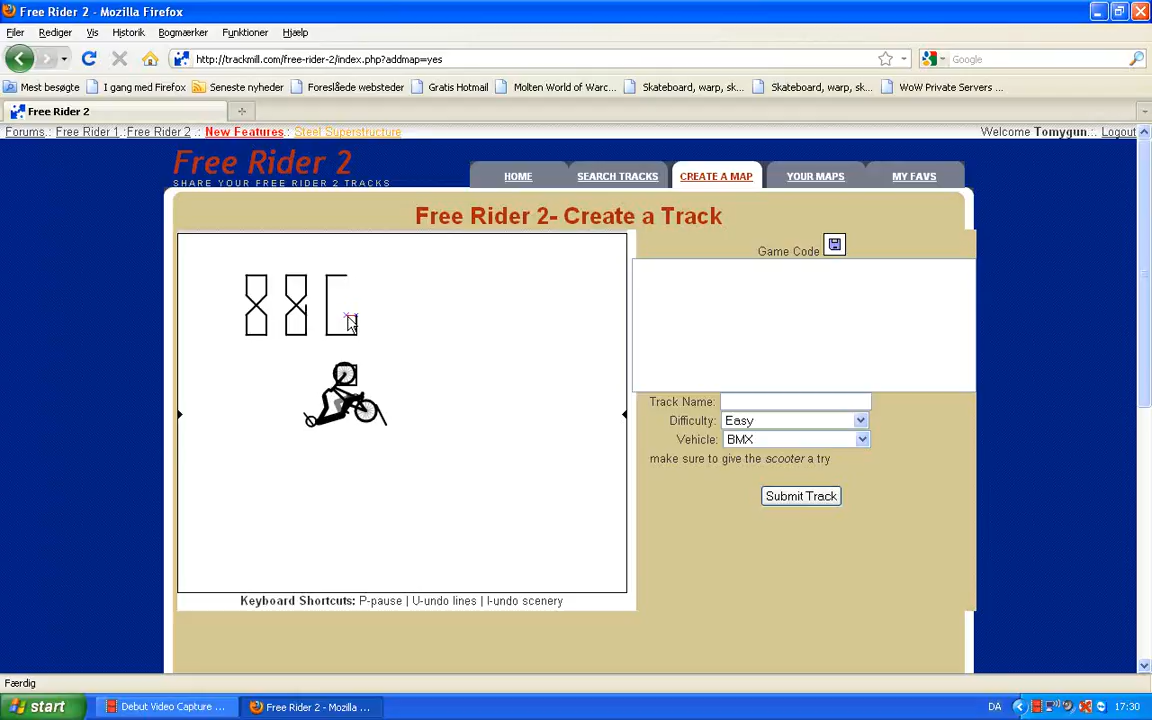 Free Rider 2 - Mozilla Firefox
Filer Rediger Vis Historik Bogmærker Funktioner Hjælp
http://trackmill.com/free-rider-2/index.php?addmap=yes
Google
Mest besøgte I gang med Firefox Seneste nyheder Foreslåede websteder Gratis Hotmail Molten World of Warc... Skateboard, warp, sk... Skateboard, warp, sk... WoW Private Servers ...
Free Rider 2
Forums.: Free Rider 1.:Free Rider 2 .: New Features.: Steel Superstructure
Welcome Tomygun.:. Logout
Free Rider 2
SHARE YOUR FREE RIDER 2 TRACKS
HOME SEARCH TRACKS CREATE A MAP YOUR MAPS MY FAVS
Free Rider 2- Create a Track
Game Code
Track Name:
Difficulty: Easy
Vehicle: BMX
make sure to give the scooter a try
Submit Track
Keyboard Shortcuts: P-pause | U-undo lines | I-undo scenery
Færdig
start Debut Video Capture ... Free Rider 2 - Mozilla ... DA 17:30